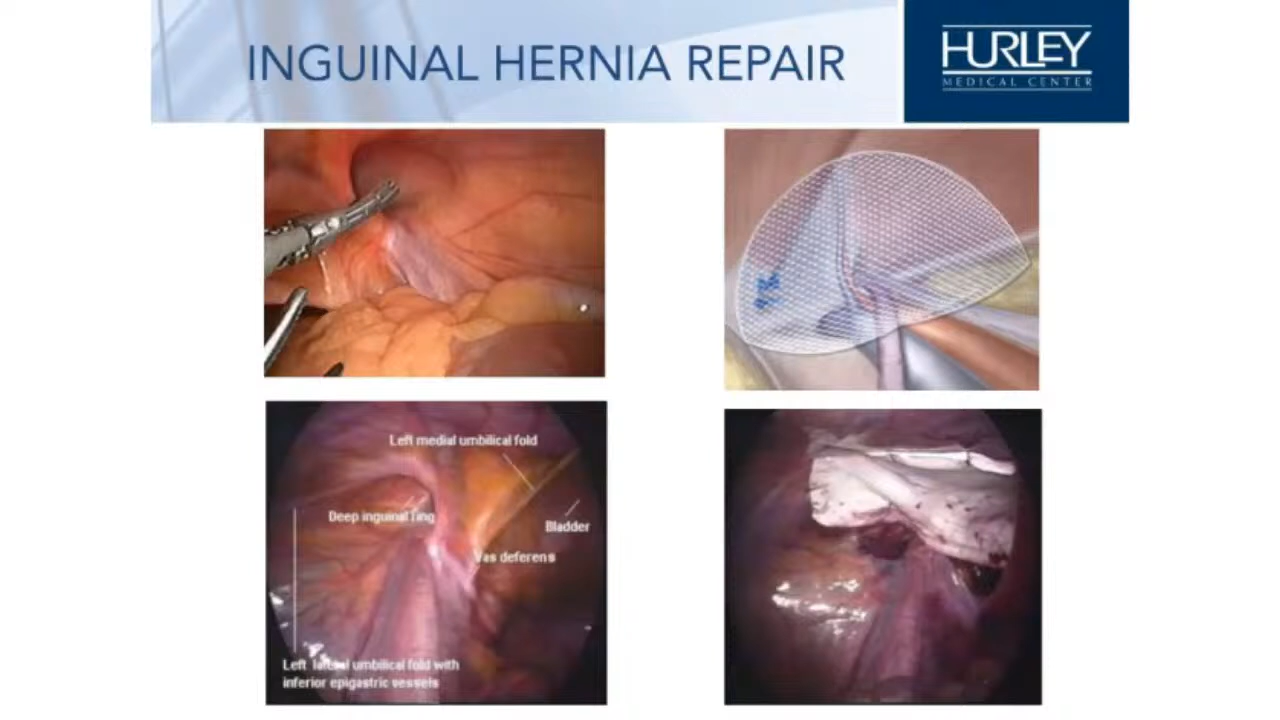 INGUINAL HERNIA REPAIR
HURLEY
MEDICAL CENTER
Left medial umbilical fold
Deep inguinal ring
Bladder
Vas deferens
Left lateral umbilical fold with
inferior epigastric vessels